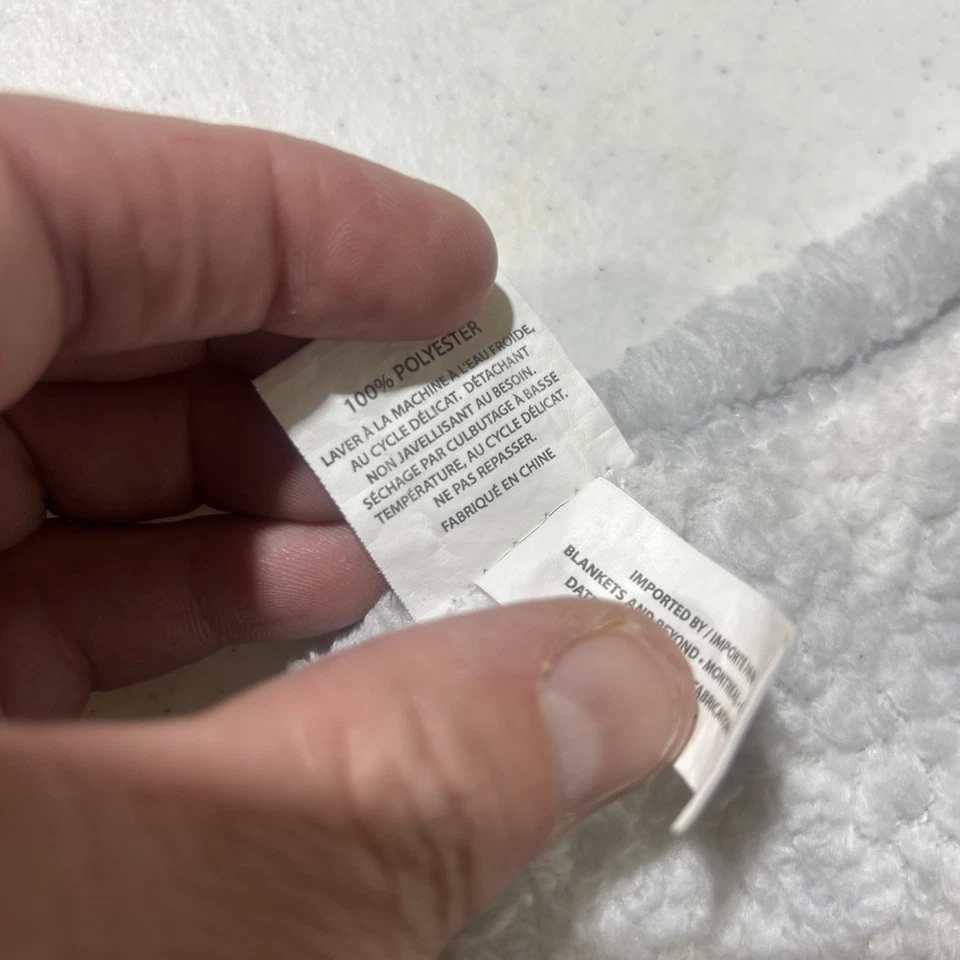 100% POLYESTER
LAVER À LA MACHINE À L'EAU FROIDE,
AU CYCLE DÉLICAT. DÉTACHANT
NON JAVELLISANT AU BESOIN.
SÉCHAGE PAR CULBUTAGE À BASSE
TEMPÉRATURE, AU CYCLE DÉLICAT.
NE PAS REPASSER.
FABRIQUÉ EN CHINE
IMPORTED BY / IMPORTÉ
BLANKETS AND BEYOND •